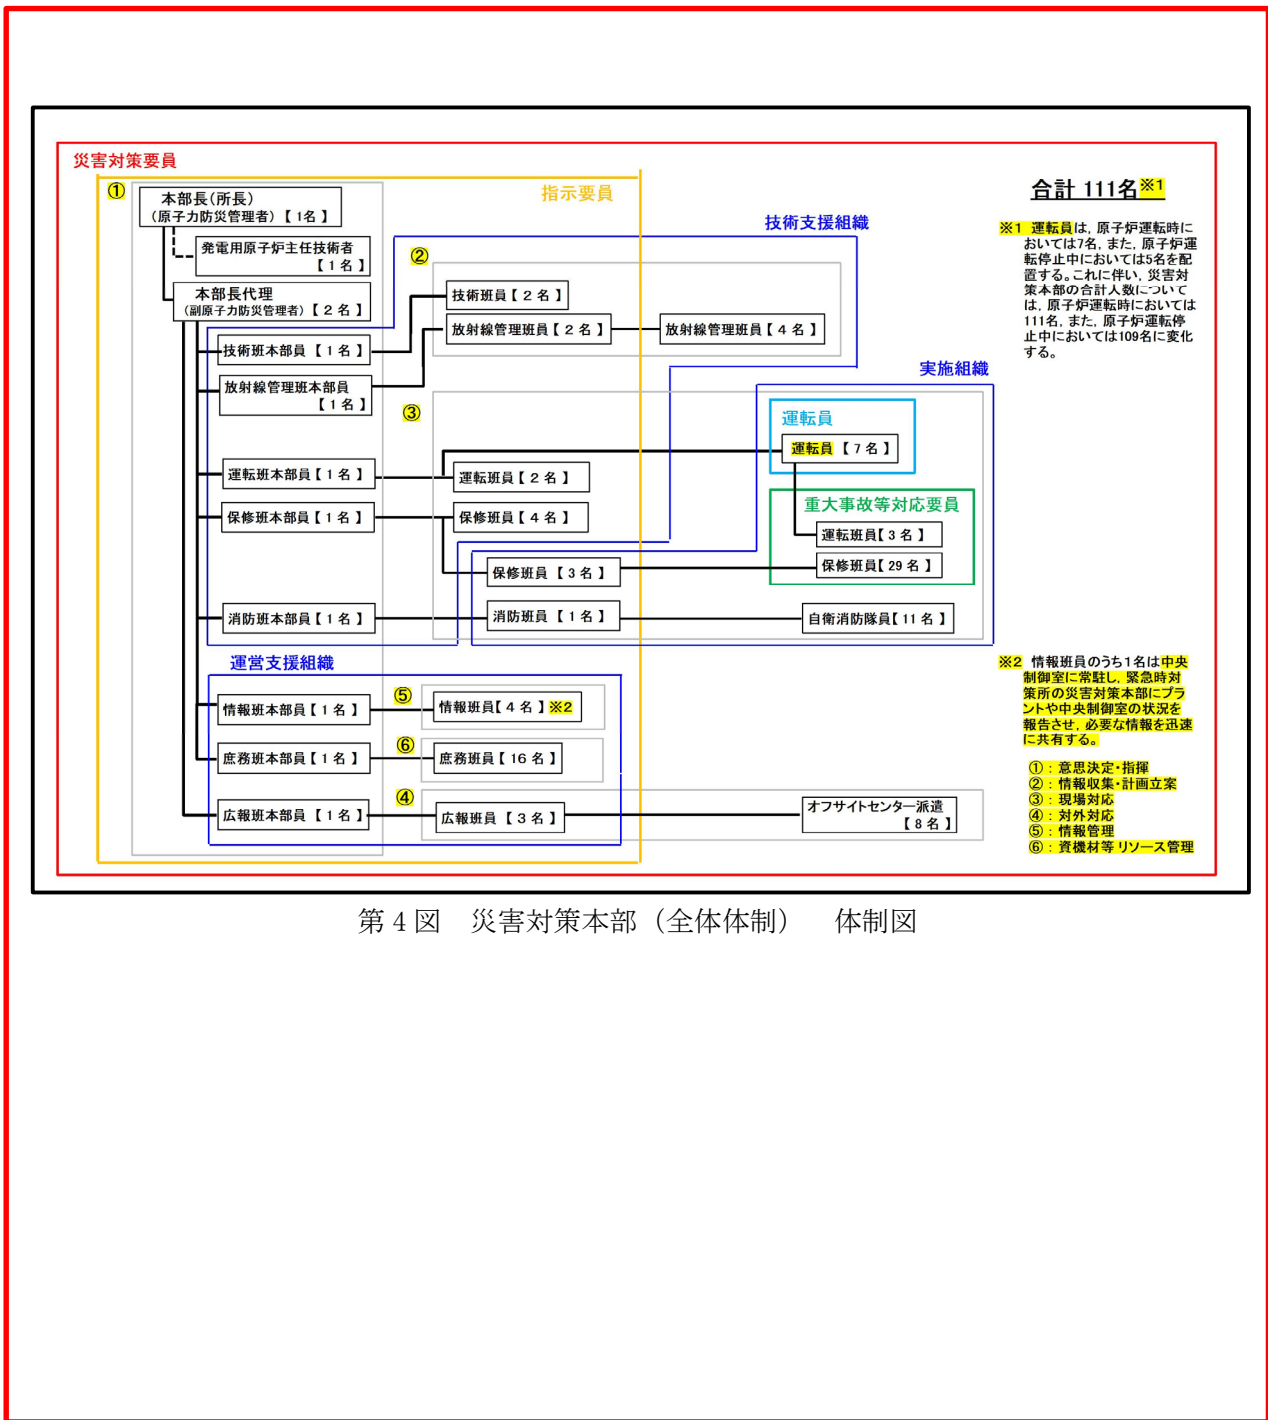 災害対策要員
①
本部長(所長)
(原子力防災管理者)【 1名 】
指示要員
発電用原子炉主任技術者
【 1 名 】
本部長代理
(副原子力防災管理者)【 2 名 】
技術支援組織
②
技術班員【 2 名 】
放射線管理班員【 2 名 】
放射線管理班員【 4 名 】
技術班本部員 【 1 名 】
放射線管理班本部員
【 1 名 】
実施組織
③
運転員
運転員 【 7 名 】
運転班本部員【 1 名 】
運転班員【 2 名 】
重大事故等対応要員
保修班本部員【 1 名 】
保修班員【 4 名 】
運転班員【 3 名 】
保修班員 【 3 名 】
保修班員【 29 名 】
消防班本部員【 1 名 】
消防班員 【 1 名 】
自衛消防隊員【 11 名 】
運営支援組織
情報班本部員【 1 名 】
⑤
情報班員【 4 名 】※2
庶務班本部員【 1 名 】
⑥
庶務班員【 16 名 】
広報班本部員【 1 名 】
④
広報班員 【 3 名 】
オフサイトセンター派遣
【 8 名 】
合計 111名※1
※1 運転員は,原子炉運転時に
おいては7名,また,原子炉運
転停止中においては5名を配
置する。これに伴い,災害対
策本部の合計人数について
は,原子炉運転時においては
111名,また,原子炉運転停
止中においては109名に変化
する。
※2 情報班員のうち1名は中央
制御室に常駐し,緊急時対
策所の災害対策本部にプラ
ントや中央制御室の状況を
報告させ,必要な情報を迅速
に共有する。
①:意思決定・指揮
②:情報収集・計画立案
③:現場対応
④:対外対応
⑤:情報管理
⑥:資機材等 リソース管理
第4図 災害対策本部(全体体制) 体制図